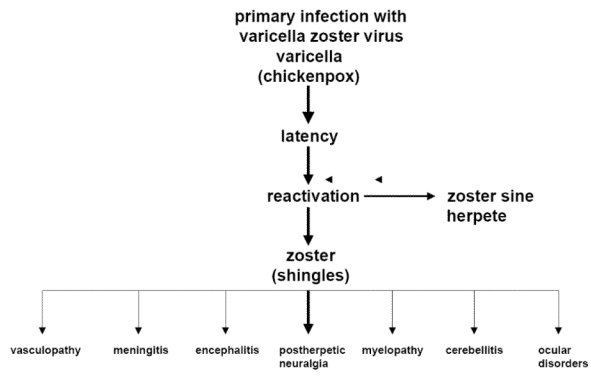 primary infection with
varicella zoster virus
varicella
(chickenpox)
latency
reactivation
zoster sine
herpete
zoster
(shingles)
vasculopathy
meningitis
encephalitis
postherpetic
neuralgia
myelopathy
cerebellitis
ocular
disorders